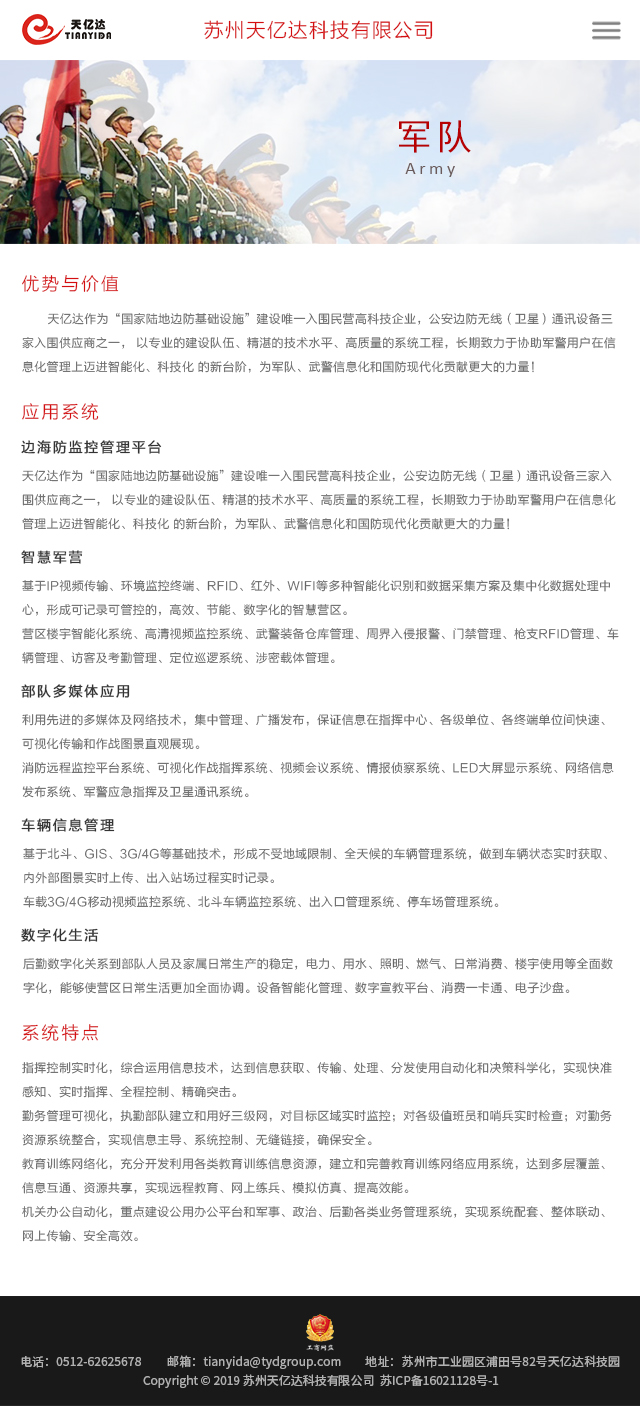 天亿达
TIANYIDA
苏州天亿达科技有限公司
军队
Army
优势与价值
天亿达作为“国家陆地边防基础设施”建设唯一入围民营高科技企业，公安边防无线（卫星）通讯设备三
家入围供应商之一， 以专业的建设队伍、精湛的技术水平、高质量的系统工程，长期致力于协助军警用户在信
息化管理上迈进智能化、科技化 的新台阶，为军队、武警信息化和国防现代化贡献更大的力量！
应用系统
边海防监控管理平台
天亿达作为“国家陆地边防基础设施”建设唯一入围民营高科技企业，公安边防无线（卫星）通讯设备三家入
围供应商之一， 以专业的建设队伍、精湛的技术水平、高质量的系统工程，长期致力于协助军警用户在信息化
管理上迈进智能化、科技化 的新台阶，为军队、武警信息化和国防现代化贡献更大的力量！
智慧军营
基于IP视频传输、环境监控终端、RFID、红外、WIFI等多种智能化识别和数据采集方案及集中化数据处理中
心，形成可记录可管控的，高效、节能、数字化的智慧营区。
营区楼宇智能化系统、高清视频监控系统、武警装备仓库管理、周界入侵报警、门禁管理、枪支RFID管理、车
辆管理、访客及考勤管理、定位巡逻系统、涉密载体管理。
部队多媒体应用
利用先进的多媒体及网络技术，集中管理、广播发布，保证信息在指挥中心、各级单位、各终端单位间快速、
可视化传输和作战图景直观展现。
消防远程监控平台系统、可视化作战指挥系统、视频会议系统、情报侦察系统、LED大屏显示系统、网络信息
发布系统、军警应急指挥及卫星通讯系统。
车辆信息管理
基于北斗、GIS、3G/4G等基础技术，形成不受地域限制、全天候的车辆管理系统，做到车辆状态实时获取、
内外部图景实时上传、出入站场过程实时记录。
车载3G/4G移动视频监控系统、北斗车辆监控系统、出入口管理系统、停车场管理系统。
数字化生活
后勤数字化关系到部队人员及家属日常生产的稳定，电力、用水、照明、燃气、日常消费、楼宇使用等全面数
字化，能够使营区日常生活更加全面协调。设备智能化管理、数字宣教平台、消费一卡通、电子沙盘。
系统特点
指挥控制实时化，综合运用信息技术，达到信息获取、传输、处理、分发使用自动化和决策科学化，实现快准
感知、实时指挥、全程控制、精确突击。
勤务管理可视化，执勤部队建立和用好三级网，对目标区域实时监控；对各级值班员和哨兵实时检查；对勤务
资源系统整合，实现信息主导、系统控制、无缝链接，确保安全。
教育训练网络化，充分开发利用各类教育训练信息资源，建立和完善教育训练网络应用系统，达到多层覆盖、
信息互通、资源共享，实现远程教育、网上练兵、模拟仿真、提高效能。
机关办公自动化，重点建设公用办公平台和军事、政治、后勤各类业务管理系统，实现系统配套、整体联动、
网上传输、安全高效。
工商网监
电话：0512-62625678 邮箱：tianyida@tydgroup.com 地址：苏州市工业园区浦田号82号天亿达科技园
Copyright © 2019 苏州天亿达科技有限公司 苏ICP备16021128号-1